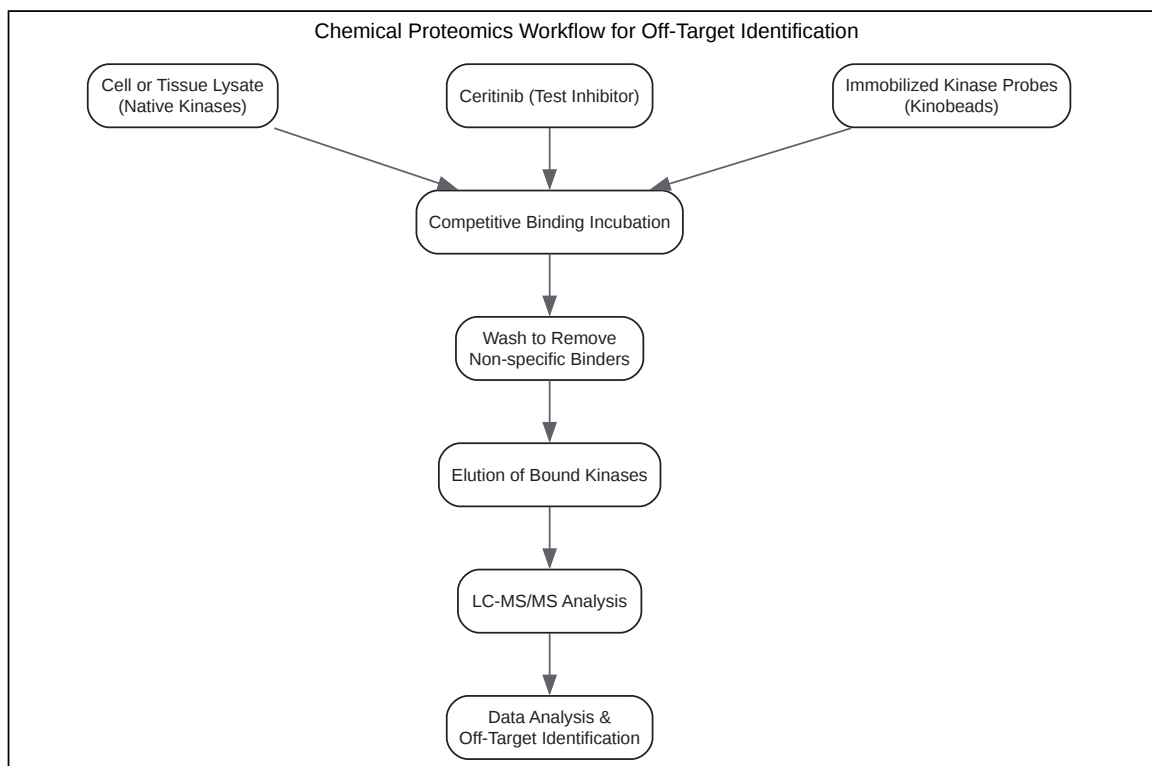 Chemical Proteomics Workflow for Off-Target Identification
Cell or Tissue Lysate
(Native Kinases)
Ceritinib (Test Inhibitor)
Immobilized Kinase Probes
(Kinobeads)
Competitive Binding Incubation
Wash to Remove
Non-specific Binders
Elution of Bound Kinases
LC-MS/MS Analysis
Data Analysis &
Off-Target Identification